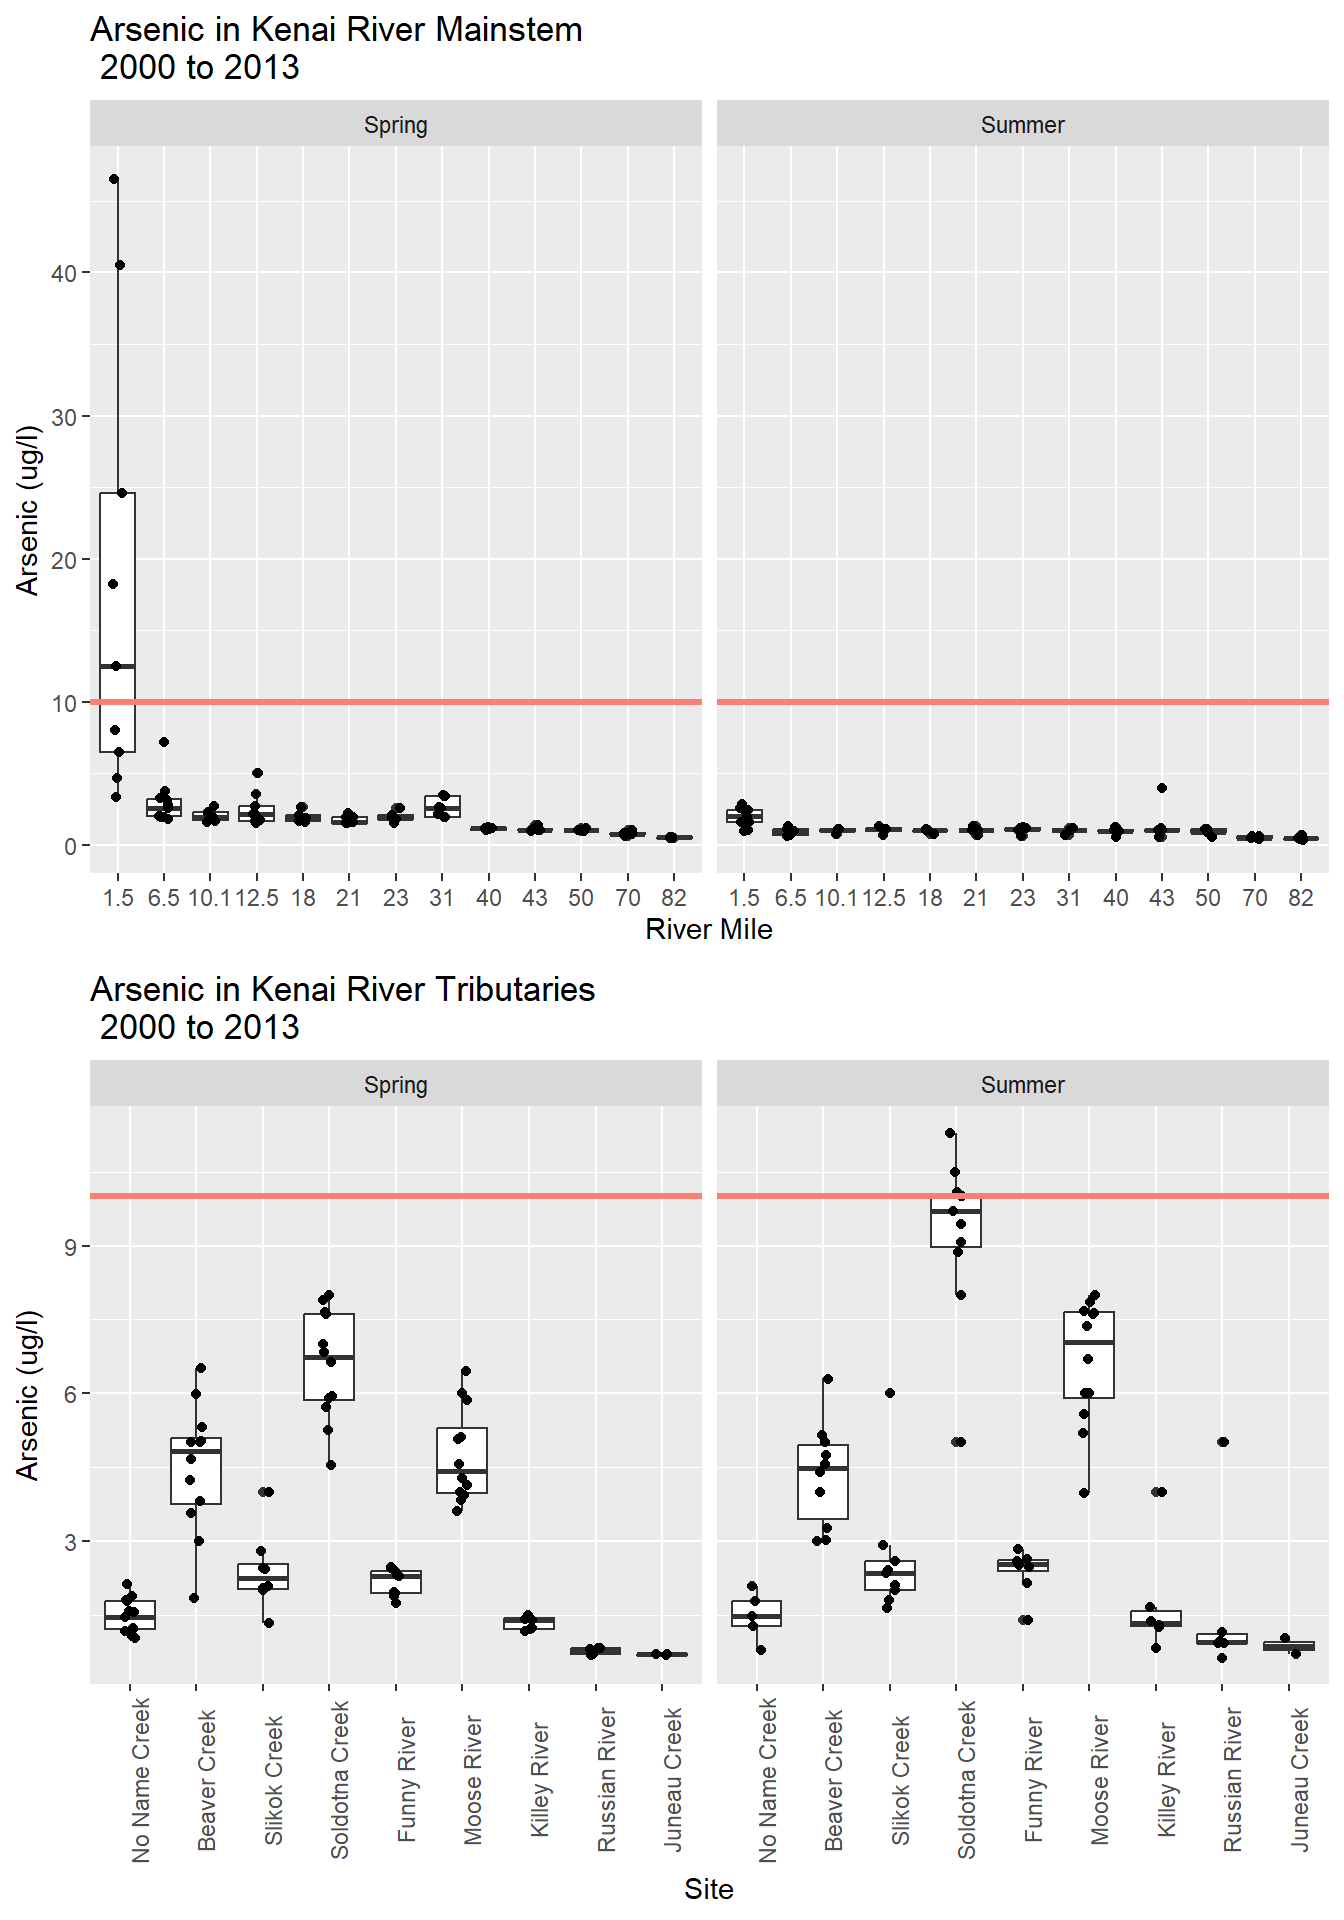 Arsenic in Kenai River Mainstem
2000 to 2013
Spring
Summer
Arsenic (ug/l)
40
30
20
10
0
1.5 6.5 10.1 12.5 18 21 23 31 40 43 50 70 82
1.5 6.5 10.1 12.5 18 21 23 31 40 43 50 70 82
River Mile
Arsenic in Kenai River Tributaries
2000 to 2013
Spring
Summer
Arsenic (ug/l)
9
6
3
No Name Creek
Beaver Creek
Slikok Creek
Soldotna Creek
Funny River
Moose River
Killey River
Russian River
Juneau Creek
No Name Creek
Beaver Creek
Slikok Creek
Soldotna Creek
Funny River
Moose River
Killey River
Russian River
Juneau Creek
Site